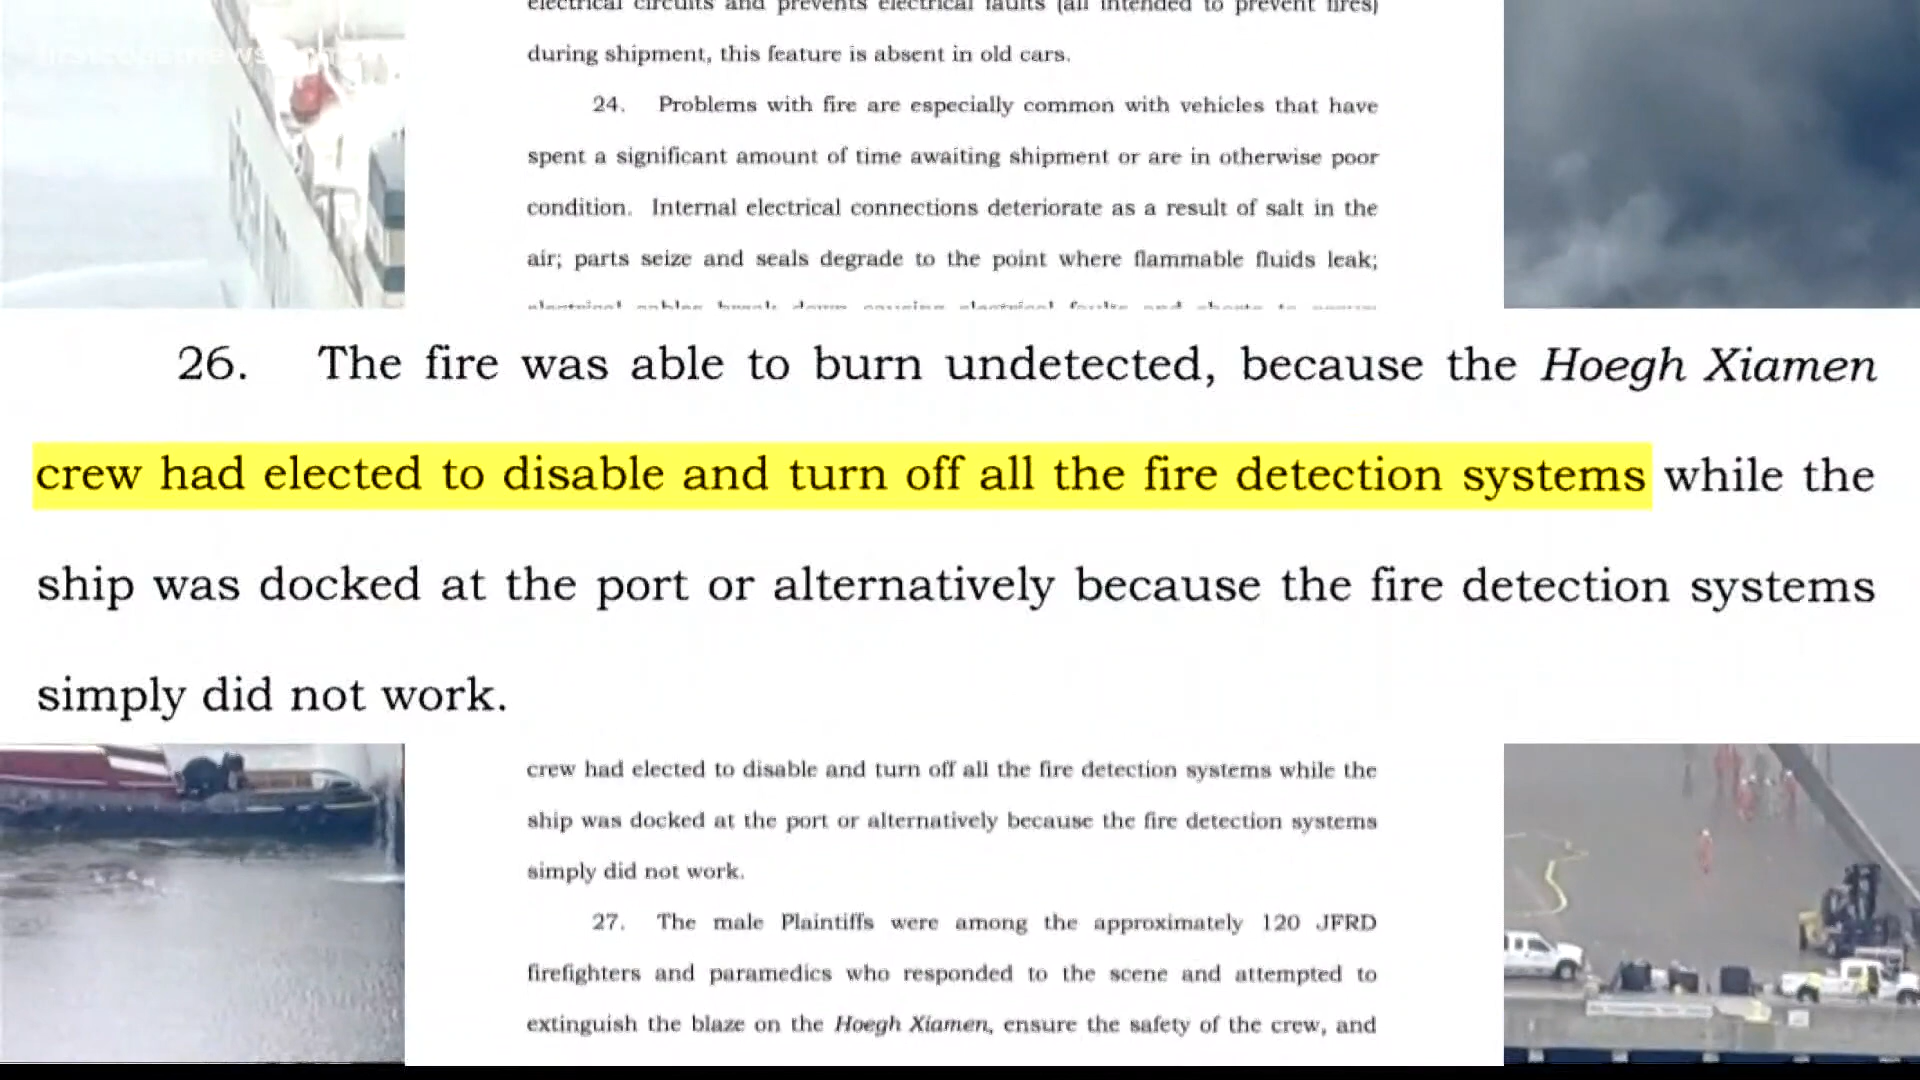 firstcoastnews
electrical circuits and prevents electrical faults (all intended to prevent fires)
during shipment, this feature is absent in old cars.
24. Problems with fire are especially common with vehicles that have
spent a significant amount of time awaiting shipment or are in otherwise poor
condition. Internal electrical connections deteriorate as a result of salt in the
air; parts seize and seals degrade to the point where flammable fluids leak;
26. The fire was able to burn undetected, because the Hoegh Xiamen
crew had elected to disable and turn off all the fire detection systems while the
ship was docked at the port or alternatively because the fire detection systems
simply did not work.
crew had elected to disable and turn off all the fire detection systems while the
ship was docked at the port or alternatively because the fire detection systems
simply did not work.
27. The male Plaintiffs were among the approximately 120 JFRD
firefighters and paramedics who responded to the scene and attempted to
extinguish the blaze on the Hoegh Xiamen, ensure the safety of the crew, and